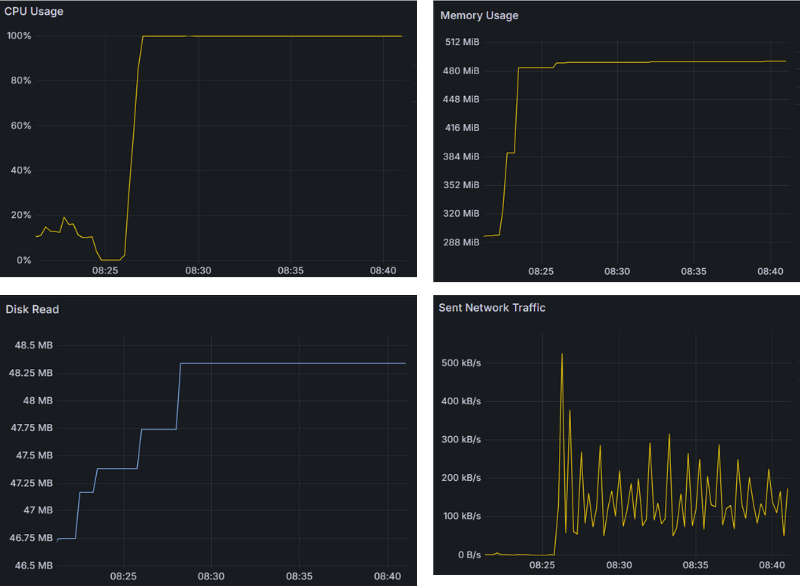 CPU Usage
100%
80%
60%
40%
20%
0%
08:25 08:30 08:35 08:40
Memory Usage
512 MiB
480 MiB
448 MiB
416 MiB
384 MiB
352 MiB
320 MiB
288 MiB
08:25 08:30 08:35 08:40
Disk Read
48.5 MB
48.25 MB
48 MB
47.75 MB
47.5 MB
47.25 MB
47 MB
46.75 MB
46.5 MB
08:25 08:30 08:35 08:40
Sent Network Traffic
500 kB/s
400 kB/s
300 kB/s
200 kB/s
100 kB/s
0 B/s
08:25 08:30 08:35 08:40